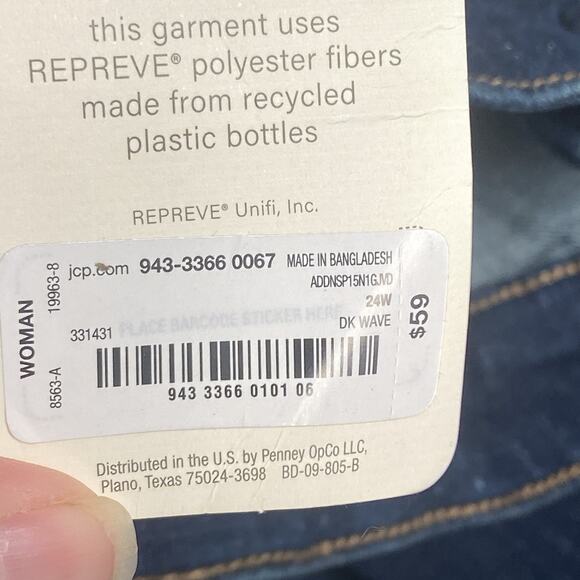 this garment uses
REPREVE® polyester fibers
made from recycled
plastic bottles
REPREVE® Unifi, Inc.
WOMAN
19963-8
8563-A
jcp.com 943-3366 0067 MADE IN BANGLADESH
ADDNSP15N1GJVD
24W
331431 PLACE BARCODE STICKER HERE DK WAVE
$59
943 3366 0101 06
Distributed in the U.S. by Penney OpCo LLC,
Plano, Texas 75024-3698 BD-09-805-B